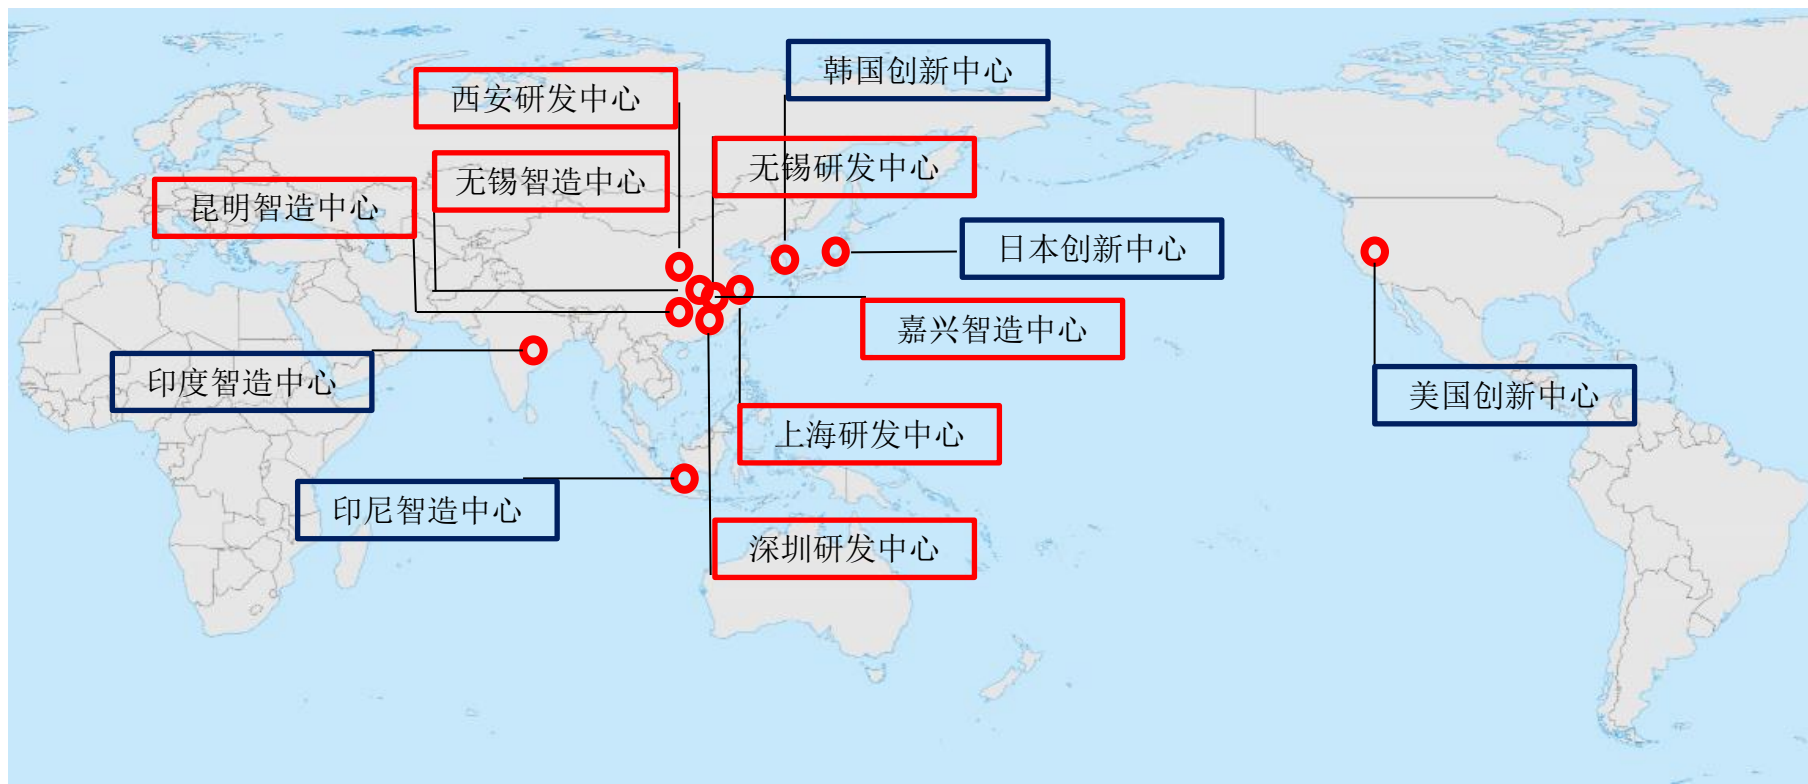 韩国创新中心
西安研发中心
无锡研发中心
无锡智造中心
昆明智造中心
日本创新中心
嘉兴智造中心
印度智造中心
美国创新中心
上海研发中心
印尼智造中心
深圳研发中心